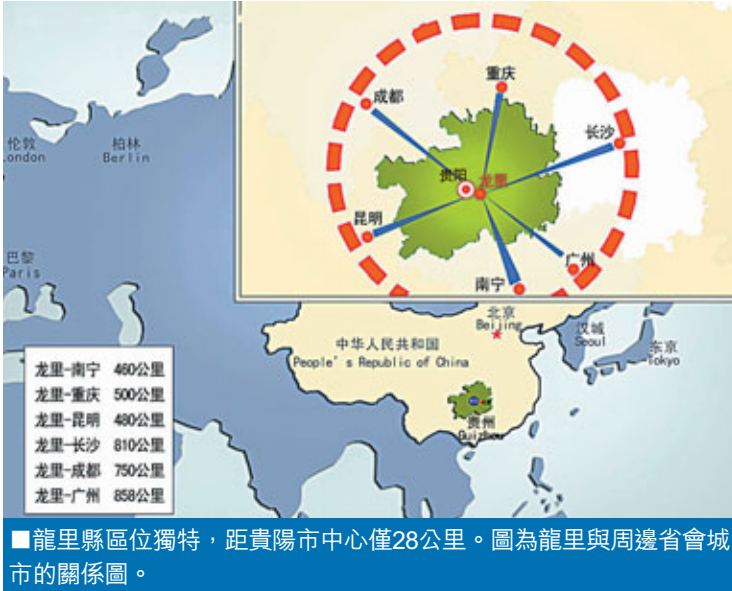 重庆
成都
长沙
贵阳
龙里
昆明
广州
南宁
伦敦
London
柏林
Berlin
巴黎
Paris
北京
Beijing
汉城
Seoul
东京
Tokyo
中华人民共和国
People's Republic of China
贵州
Guizhou
龙里-南宁 460公里
龙里-重庆 500公里
龙里-昆明 480公里
龙里-长沙 810公里
龙里-成都 750公里
龙里-广州 858公里
■龍里縣區位獨特,距貴陽市中心僅28公里。圖為龍里與周邊省會城
市的關係圖。